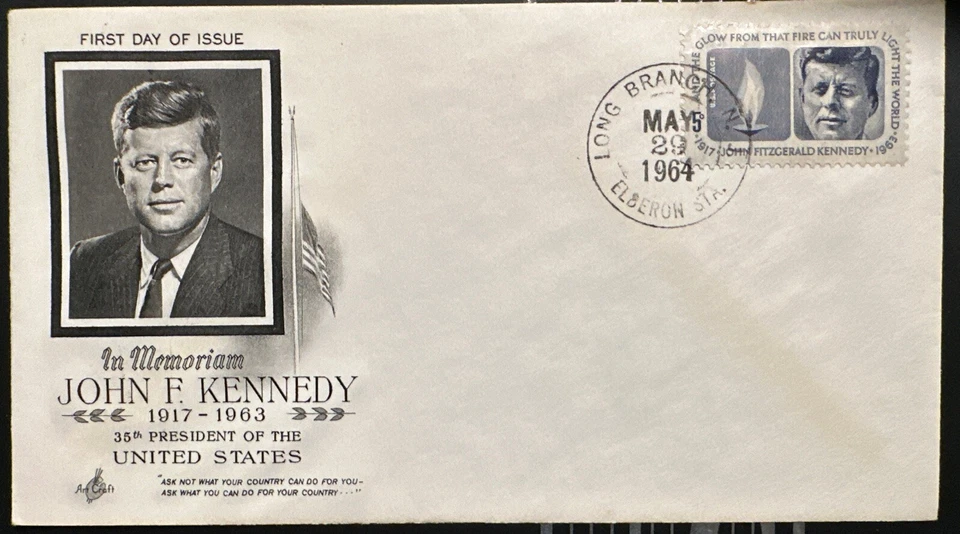 FIRST DAY OF ISSUE
In Memoriam
JOHN F. KENNEDY
1917-1963
35th PRESIDENT OF THE
UNITED STATES
"ASK NOT WHAT YOUR COUNTRY CAN DO FOR YOU-
ASK WHAT YOU CAN DO FOR YOUR COUNTRY..."
Art Craft
LONG BRANCH, N.J.
MAY
29
1964
ELBERON STA.
AND THE GLOW FROM THAT FIRE CAN TRULY LIGHT THE WORLD
U.S. POSTAGE
5¢
1917·JOHN FITZGERALD KENNEDY·1963